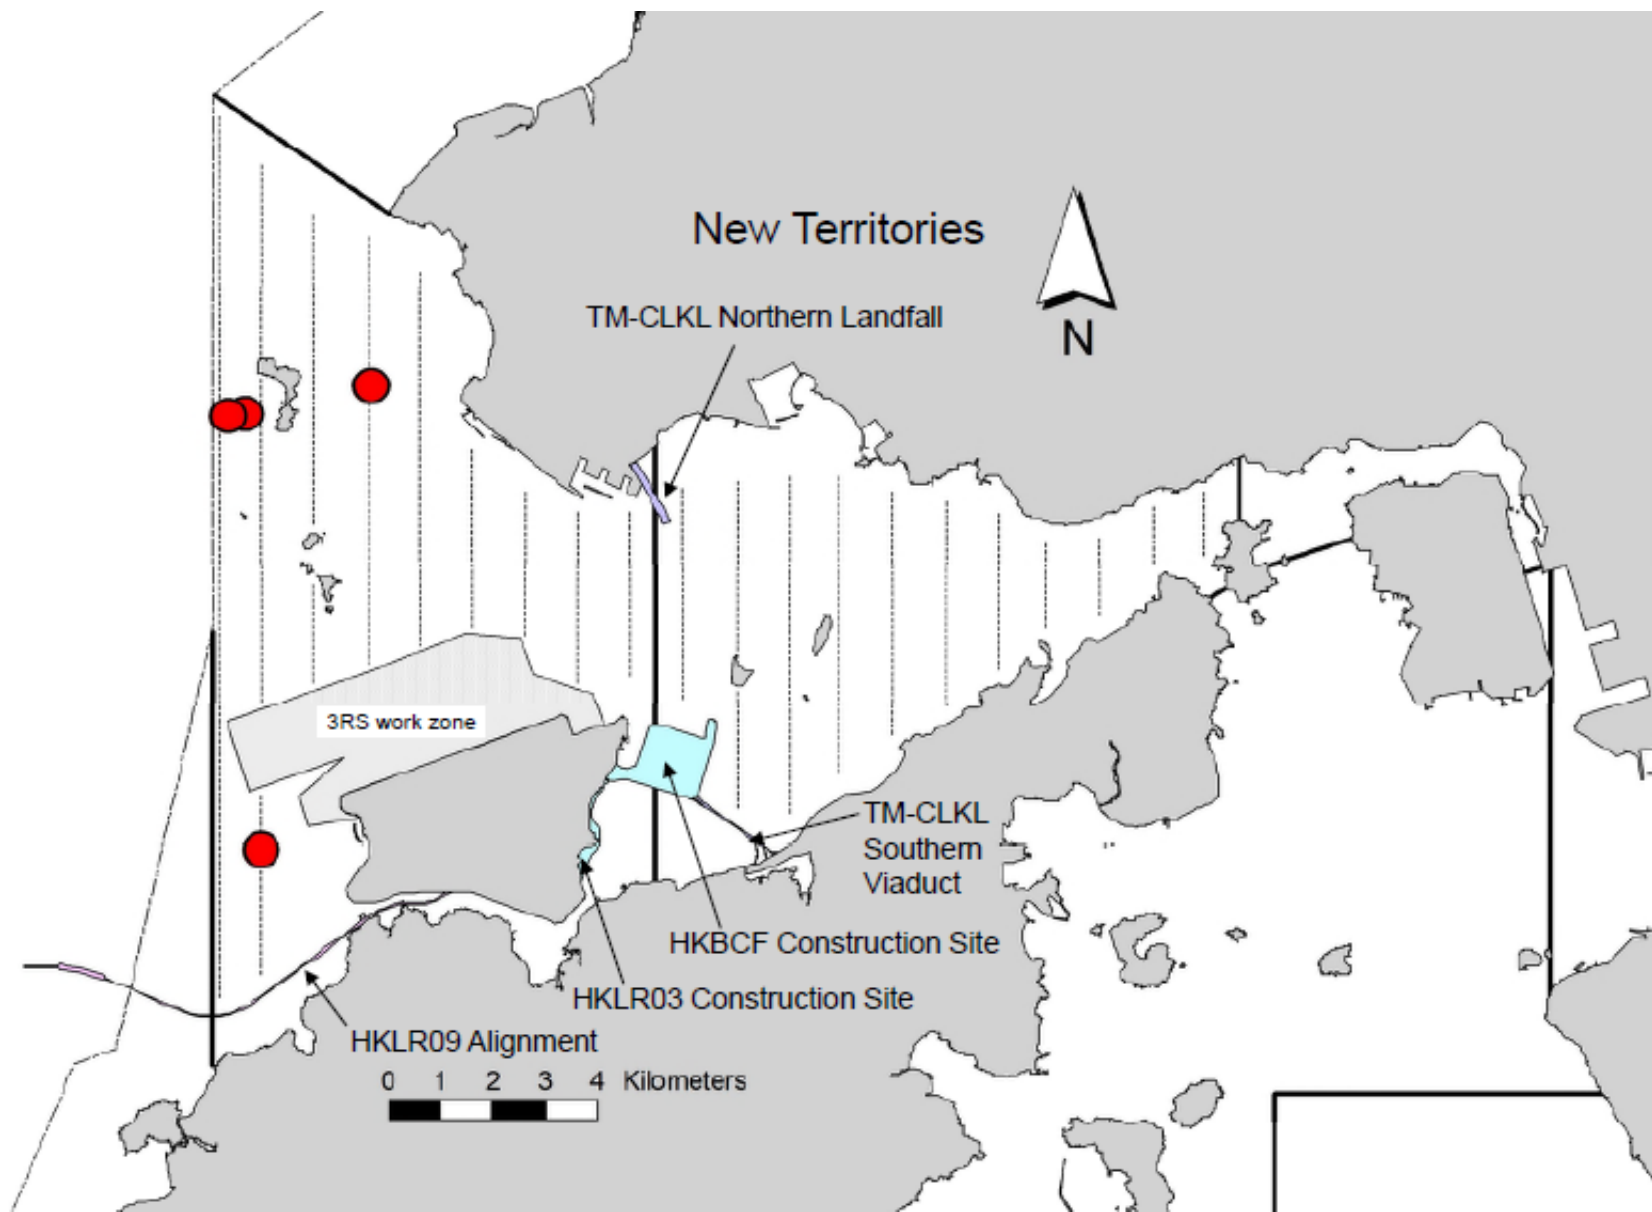 New Territories
TM-CLKL Northern Landfall
N
3RS work zone
TM-CLKL
Southern
Viaduct
HKBCF Construction Site
HKLR03 Construction Site
HKLR09 Alignment
0 1 2 3 4 Kilometers